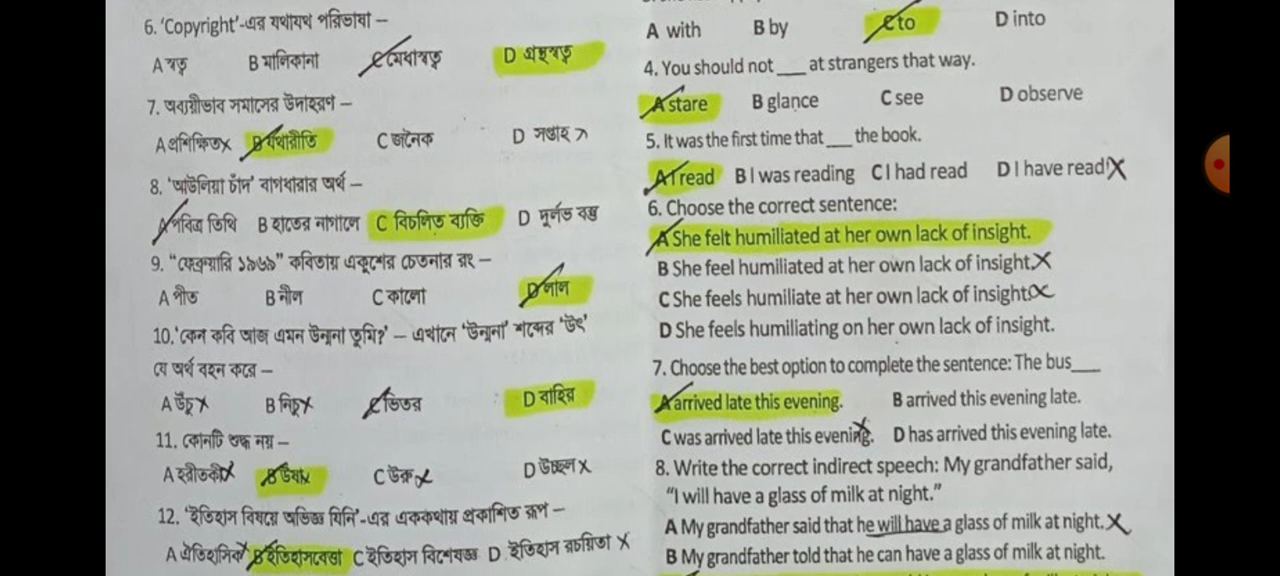 6. 'Copyright'-এর যথাযথ পরিভাষা –
A স্বত্ব B মালিকানা C মেধাস্বত্ব D গ্রন্থস্বত্ব
7. অব্যয়ীভাব সমাসের উদাহরণ –
A প্রশিক্ষিত B যথারীতি C জনৈক D সপ্তাহ
8. 'আউলিয়া চাঁদ' বাগধারার অর্থ –
A পবিত্র তিথি B হাতের নাগালে C বিচলিত ব্যক্তি D দুর্লভ বস্তু
9. “ফেব্রুয়ারি ১৯৬৯” কবিতায় একুশের চেতনার রং –
A পীত B নীল C কালো D লাল
10. 'কেন কবি আজ এমন উন্মনা তুমি?' – এখানে 'উন্মনা' শব্দের 'উৎ'
যে অর্থ বহন করে –
A উঁচু B নিচু C ভিতর D বাহির
11. কোনটি শুদ্ধ নয় –
A হরীতকী B C D উচ্ছল
12. 'ইতিহাস বিষয়ে অভিজ্ঞ যিনি'-এর এককথায় প্রকাশিত রূপ –
A ঐতিহাসিক B ইতিহাসবেত্তা C ইতিহাস বিশেষজ্ঞ D ইতিহাস রচয়িতা
A with B by C to D into
4. You should not ___ at strangers that way.
A stare B glance C see D observe
5. It was the first time that ___ the book.
A I read B I was reading C I had read D I have read
6. Choose the correct sentence:
A She felt humiliated at her own lack of insight.
B She feel humiliated at her own lack of insight.
C She feels humiliate at her own lack of insight.
D She feels humiliating on her own lack of insight.
7. Choose the best option to complete the sentence: The bus ___
A arrived late this evening. B arrived this evening late.
C was arrived late this evening. D has arrived this evening late.
8. Write the correct indirect speech: My grandfather said,
“I will have a glass of milk at night.”
A My grandfather said that he will have a glass of milk at night.
B My grandfather told that he can have a glass of milk at night.